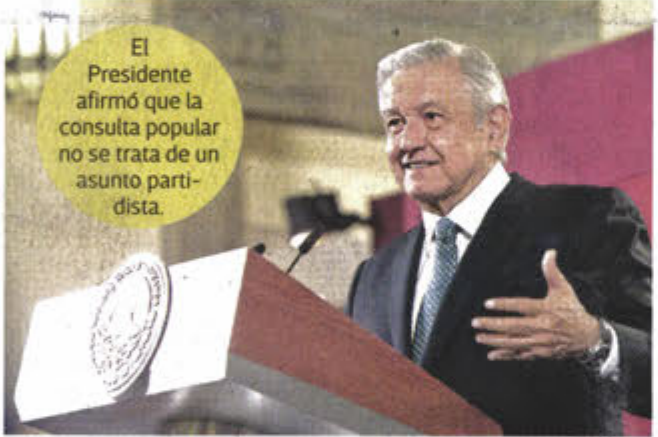 El
Presidente
afirmó que la
consulta popular
no se trata de un
asunto parti-
dista.